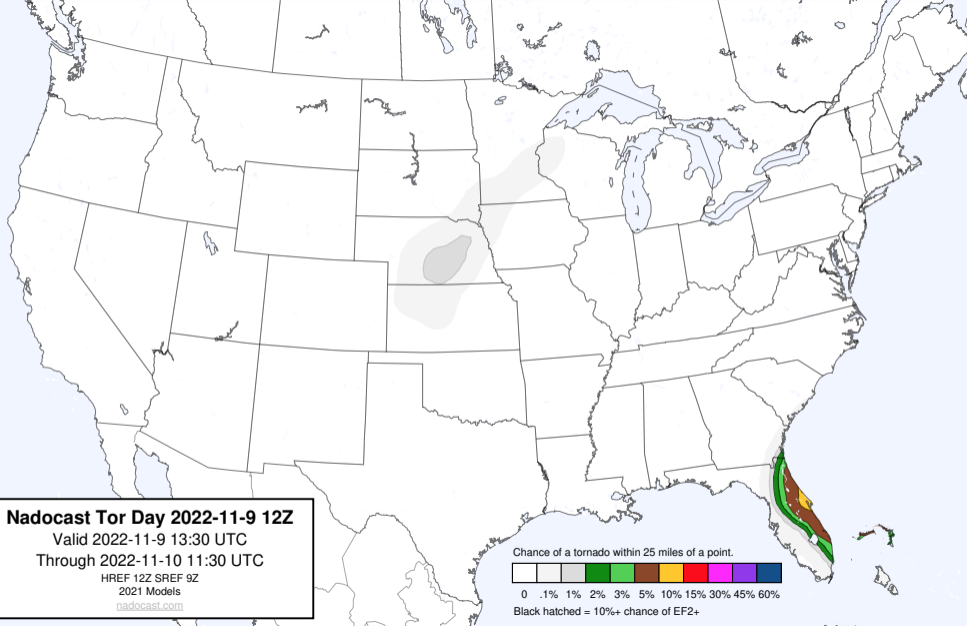 Nadocast Tor Day 2022-11-9 12Z
Valid 2022-11-9 13:30 UTC
Through 2022-11-10 11:30 UTC
HREF 12Z SREF 9Z
2021 Models
nadocast.com
Chance of a tornado within 25 miles of a point.
0 .1% 1% 2% 3% 5% 10% 15% 30% 45% 60%
Black hatched = 10%+ chance of EF2+